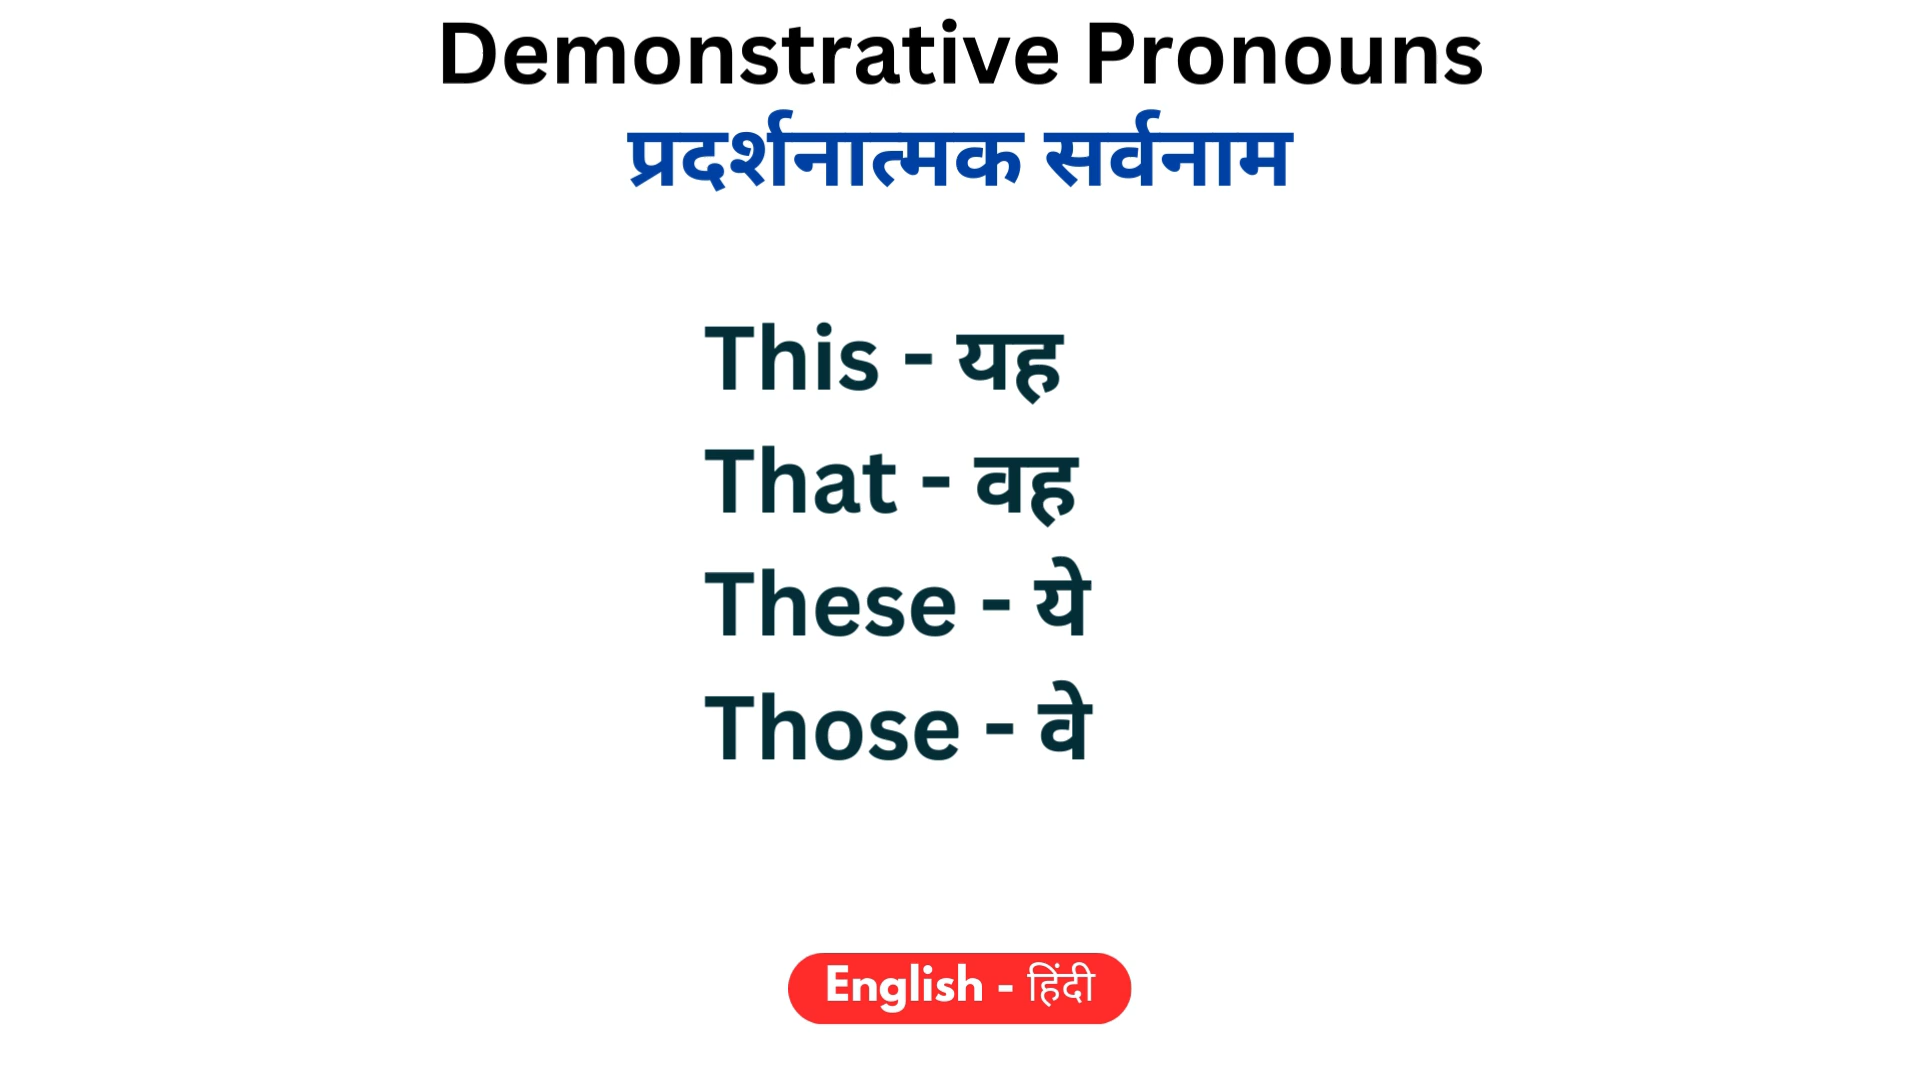 Demonstrative Pronouns
प्रदर्शनात्मक सर्वनाम
This - यह
That - वह
These - ये
Those - वे
English - हिंदी